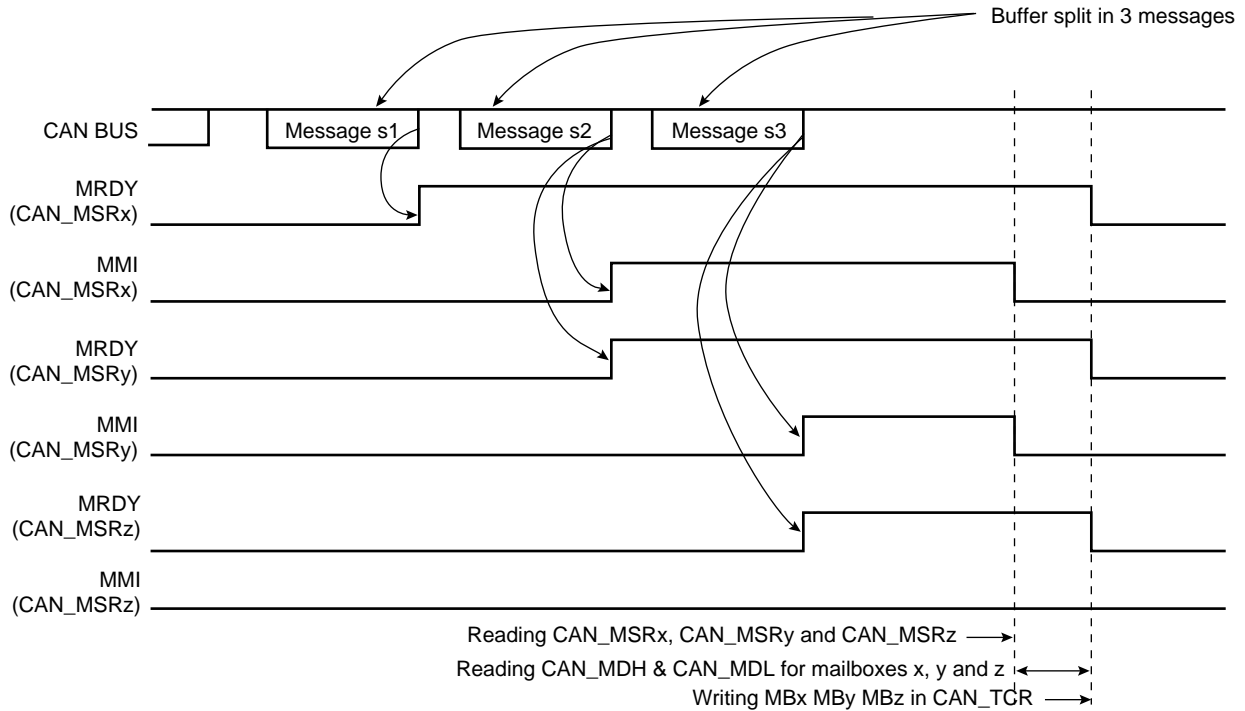 Buffer split in 3 messages
CAN BUS
Message s1
Message s2
Message s3
MRDY
(CAN_MSRx)
MMI
(CAN_MSRx)
MRDY
(CAN_MSRy)
MMI
(CAN_MSRy)
MRDY
(CAN_MSRz)
MMI
(CAN_MSRz)
Reading CAN_MSRx, CAN_MSRy and CAN_MSRz
Reading CAN_MDH & CAN_MDL for mailboxes x, y and z
Writing MBx MBy MBz in CAN_TCR